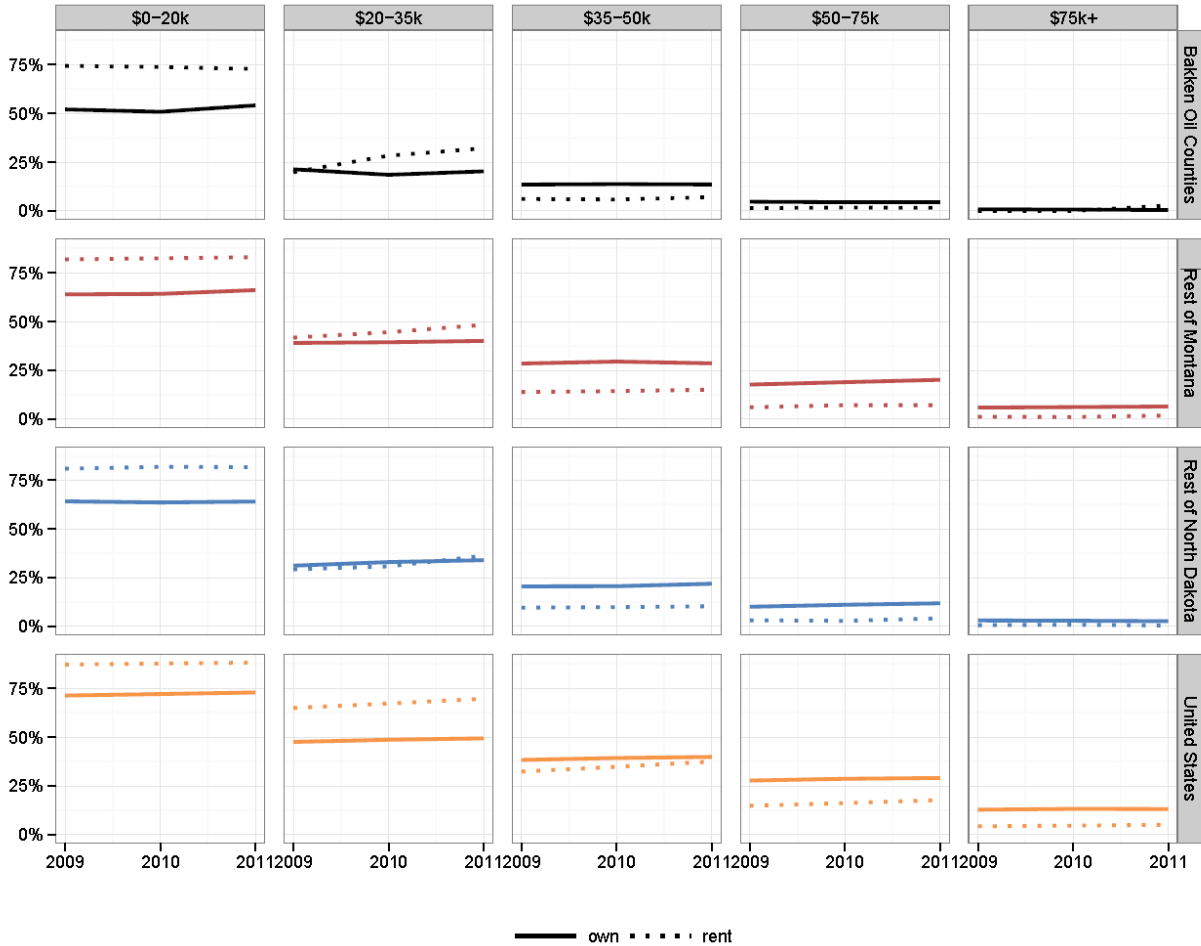 $0−20k $20−35k $35−50k $50−75k $75k+
75%
50%
25%
0%
Bakken Oil Counties
75%
50%
25%
0%
Rest of Montana
75%
50%
25%
0%
Rest of North Dakota
75%
50%
25%
0%
United States
2009 2010 2011 2009 2010 2011 2009 2010 2011 2009 2010 2011 2009 2010 2011
own rent